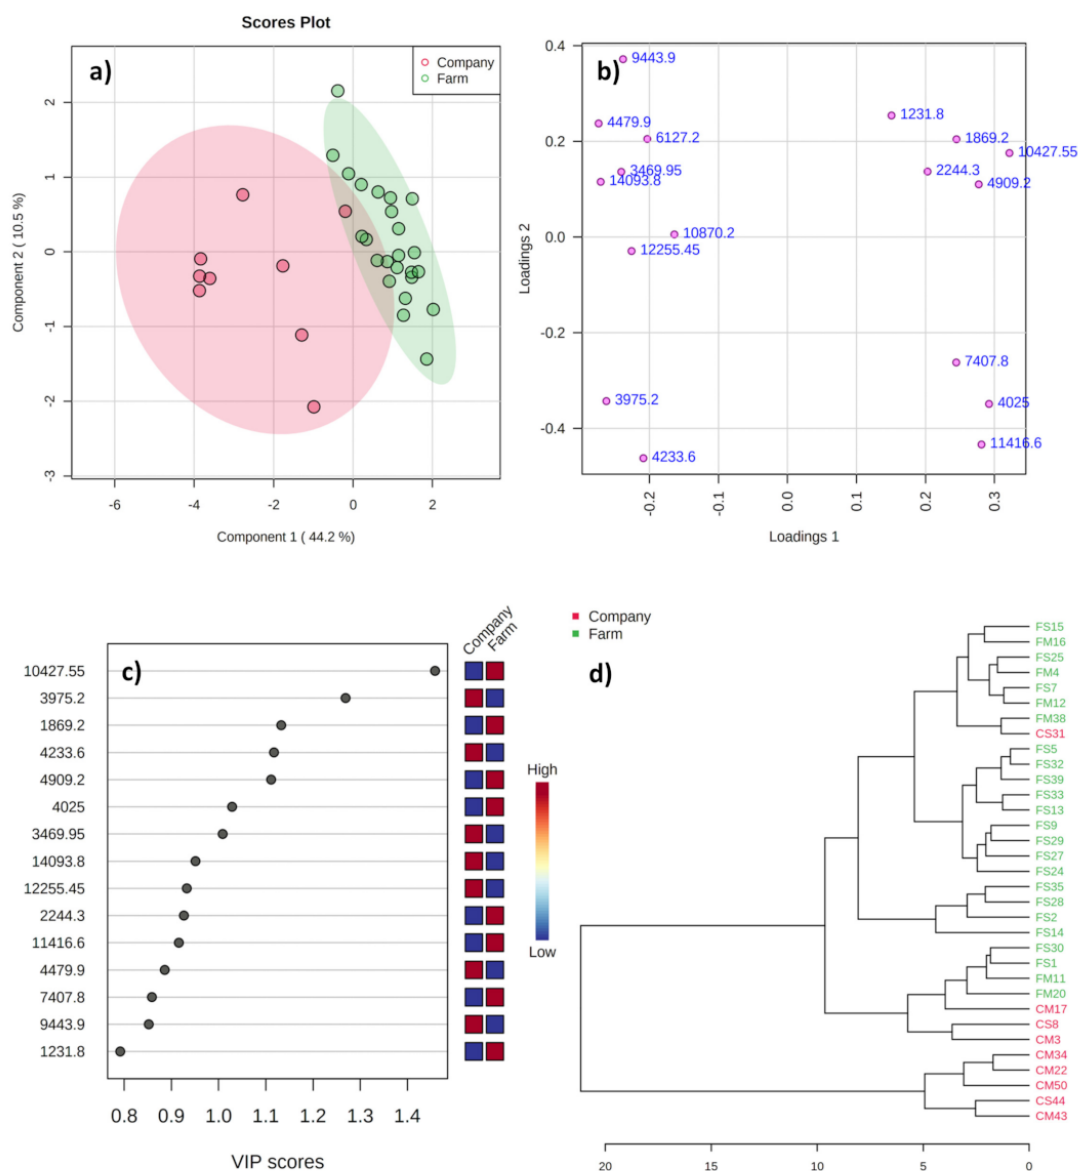 Scores Plot
a)
Company
Farm
Component 2 ( 10.5 %)
2
1
0
-1
-2
-3
-6
-4
-2
0
2
Component 1 ( 44.2 %)
b)
Loadings 2
0.4
0.2
0.0
-0.2
-0.4
9443.9
4479.9
6127.2
3469.95
14093.8
10870.2
12255.45
3975.2
4233.6
1231.8
1869.2
10427.55
2244.3
4909.2
7407.8
4025
11416.6
-0.2
-0.1
0.0
0.1
0.2
0.3
Loadings 1
c)
Company
Farm
10427.55
3975.2
1869.2
4233.6
4909.2
4025
3469.95
14093.8
12255.45
2244.3
11416.6
4479.9
7407.8
9443.9
1231.8
0.8 0.9 1.0 1.1 1.2 1.3 1.4
VIP scores
High
Low
Company
Farm
d)
FS15
FM16
FS25
FM4
FS7
FM12
FM38
CS31
FS5
FS32
FS39
FS33
FS13
FS9
FS29
FS27
FS24
FS35
FS28
FS2
FS14
FS30
FS1
FM11
FM20
CM17
CS8
CM3
CM34
CM22
CM50
CS44
CM43
20 15 10 5 0